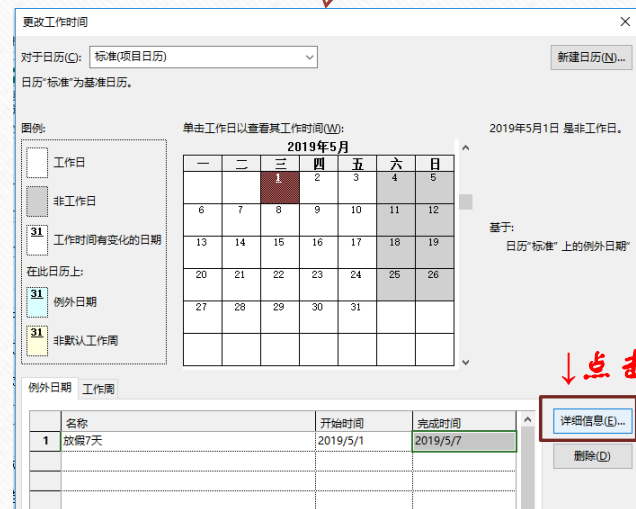 更改工作时间
对于日历(C): 标准(项目日历) 新建日历(N)...
日历"标准"为基准日历。
图例: 单击工作日以查看其工作时间(W): 2019年5月1日 是非工作日。
2019年5月
一 二 三 四 五 六 日
工作日
1 2 3 4 5
非工作日
6 7 8 9 10 11 12
31 工作时间有变化的日期
基于:
日历"标准" 上的例外日期"
13 14 15 16 17 18 19
在此日历上:
20 21 22 23 24 25 26
31 例外日期
27 28 29 30 31
31 非默认工作周
↓点击
例外日期 工作周
名称 开始时间 完成时间 详细信息(E)...
1 放假7天 2019/5/1 2019/5/7
删除(D)